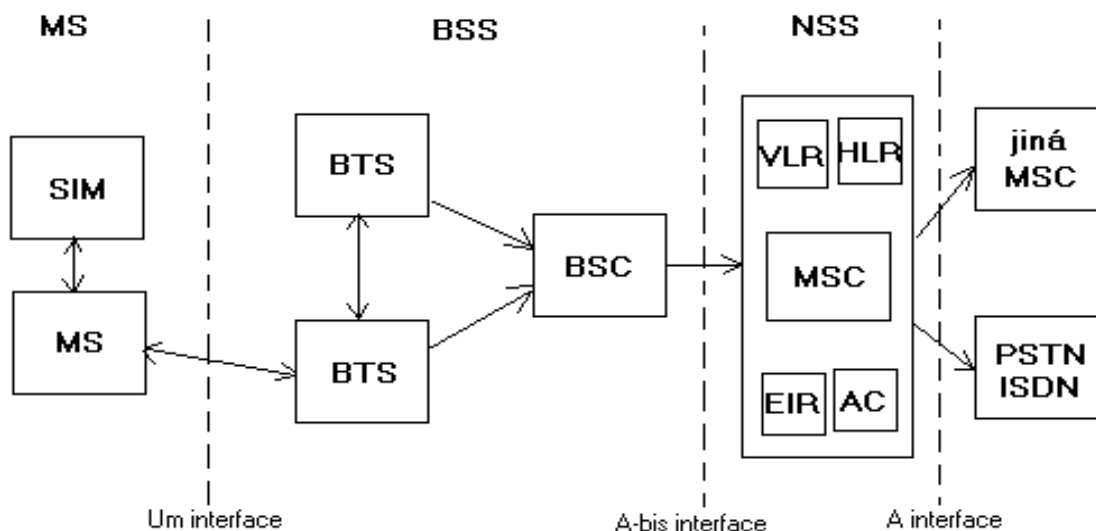 MS
BSS
NSS
SIM
MS
BTS
BTS
BSC
VLR
HLR
MSC
EIR
AC
jiná
MSC
PSTN
ISDN
Um interface
A-bis interface
A interface